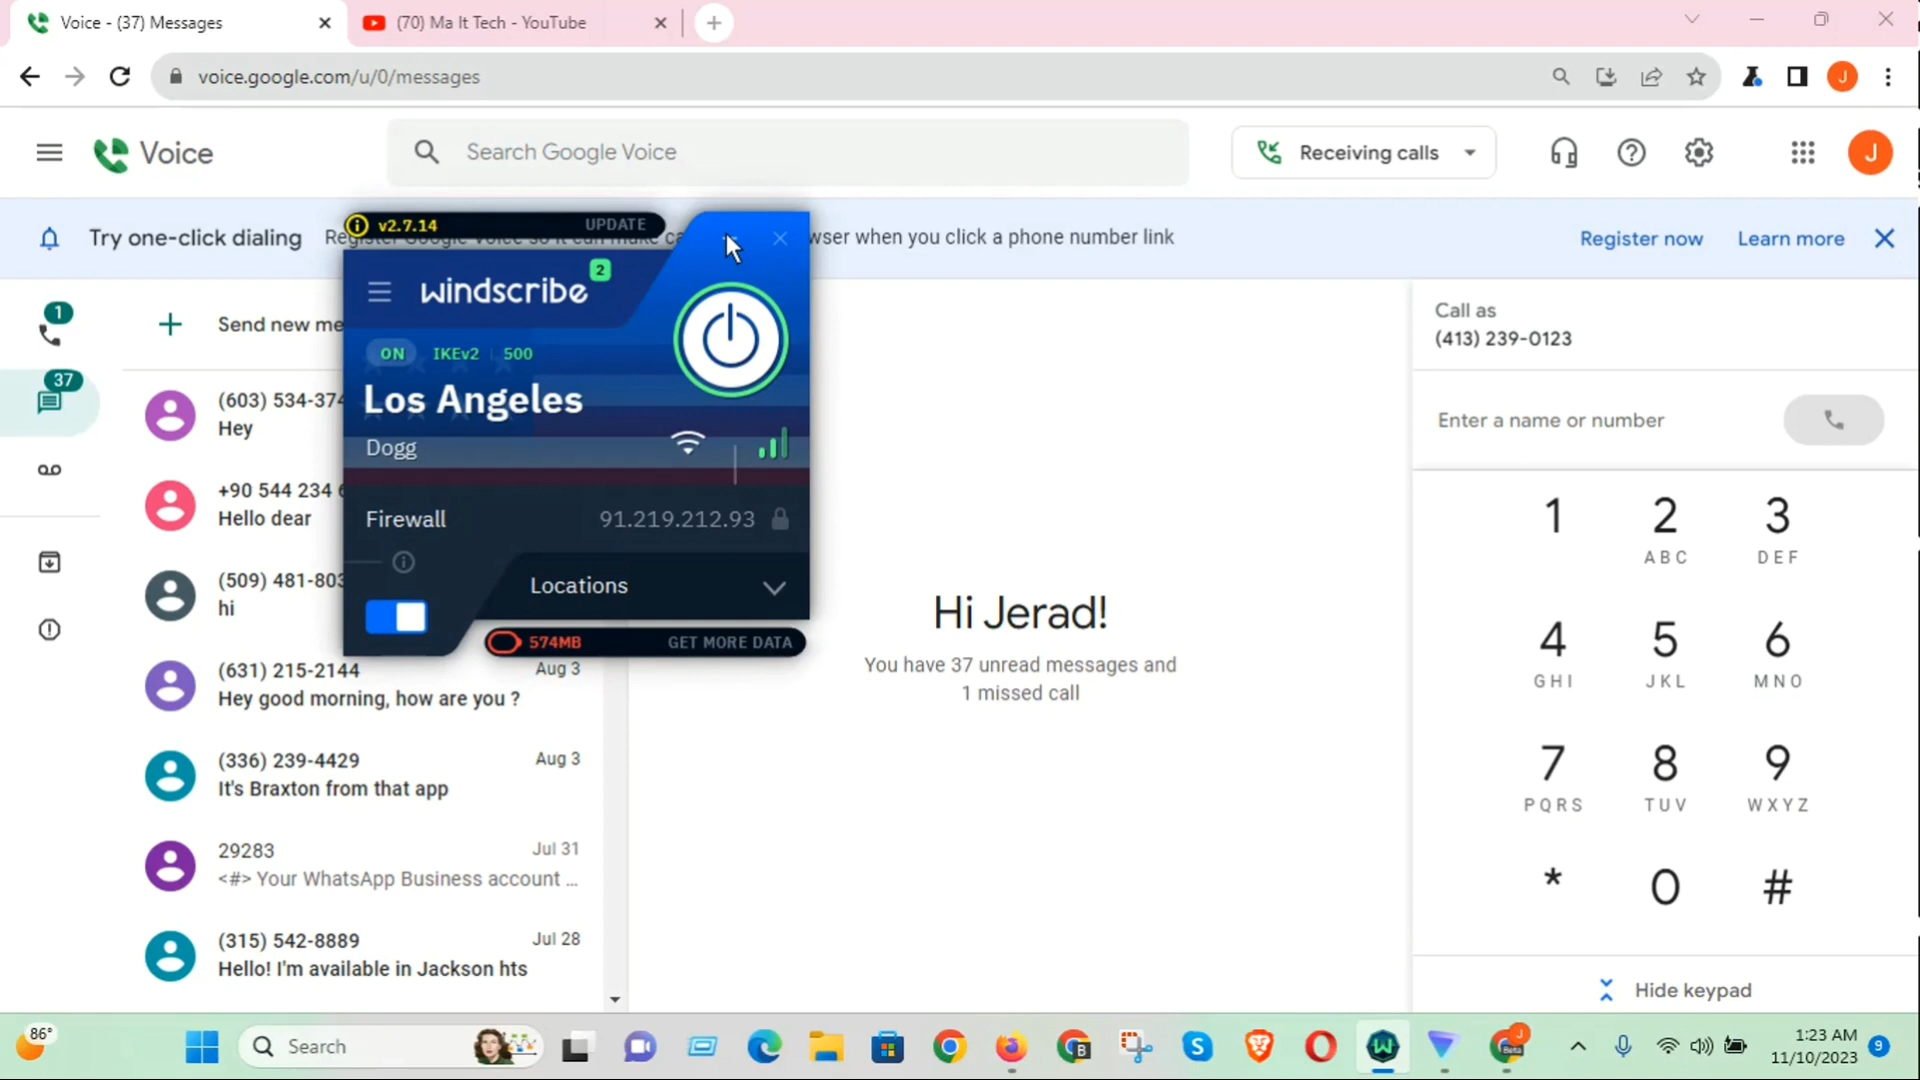 Voice - (37) Messages
(70) Ma It Tech - YouTube
voice.google.com/u/0/messages
J
Voice
Search Google Voice
Receiving calls
J
Try one-click dialing
wser when you click a phone number link
Register now
Learn more
v2.7.14
UPDATE
windscribe
2
ON
IKEv2
500
Los Angeles
Dogg
Firewall
91.219.212.93
Locations
574MB
GET MORE DATA
1
37
Send new me
(603) 534-374
Hey
+90 544 234 6
Hello dear
(509) 481-803
hi
(631) 215-2144
Aug 3
Hey good morning, how are you ?
(336) 239-4429
Aug 3
It's Braxton from that app
29283
Jul 31
<#> Your WhatsApp Business account ...
(315) 542-8889
Jul 28
Hello! I'm available in Jackson hts
Hi Jerad!
You have 37 unread messages and
1 missed call
Call as
(413) 239-0123
Enter a name or number
1
2
3
ABC
DEF
4
5
6
GHI
JKL
MNO
7
8
9
PQRS
TUV
WXYZ
*
0
#
Hide keypad
86°
Search
B
S
W
J
Beta
1:23 AM
11/10/2023
9